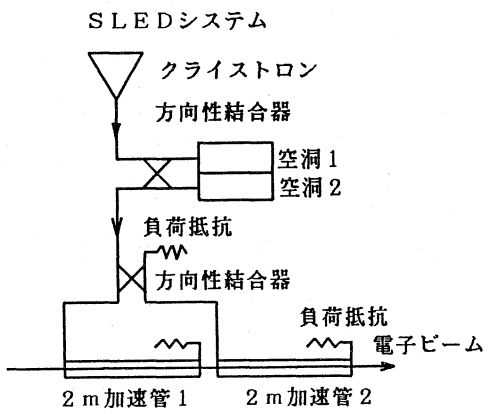 ＳＬＥＤシステム
クライストロン
方向性結合器
空洞１
空洞２
負荷抵抗
方向性結合器
負荷抵抗
電子ビーム
２ｍ加速管１
２ｍ加速管２